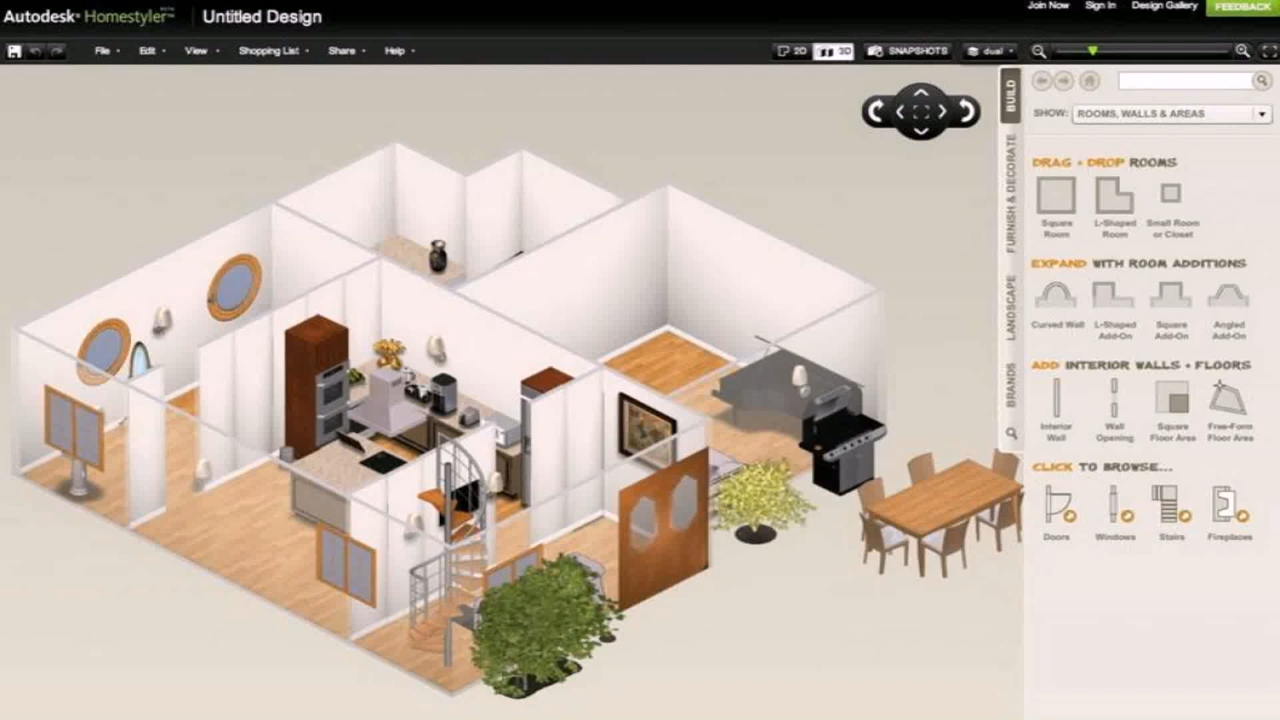 Autodesk® Homestyler™ BETA
Untitled Design
Join Now Sign In Design Gallery FEEDBACK
File Edit View Shopping List Share Help
2D 3D SNAPSHOTS dual
BUILD
FURNISH & DECORATE
LANDSCAPE
BRANDS
SHOW: ROOMS, WALLS & AREAS
DRAG + DROP ROOMS
Square Room
L-Shaped Room
Small Room or Closet
EXPAND WITH ROOM ADDITIONS
Curved Wall
L-Shaped Add-On
Square Add-On
Angled Add-On
ADD INTERIOR WALLS + FLOORS
Interior Wall
Wall Opening
Square Floor Area
Free-Form Floor Area
CLICK TO BROWSE...
Doors Windows Stairs Fireplaces